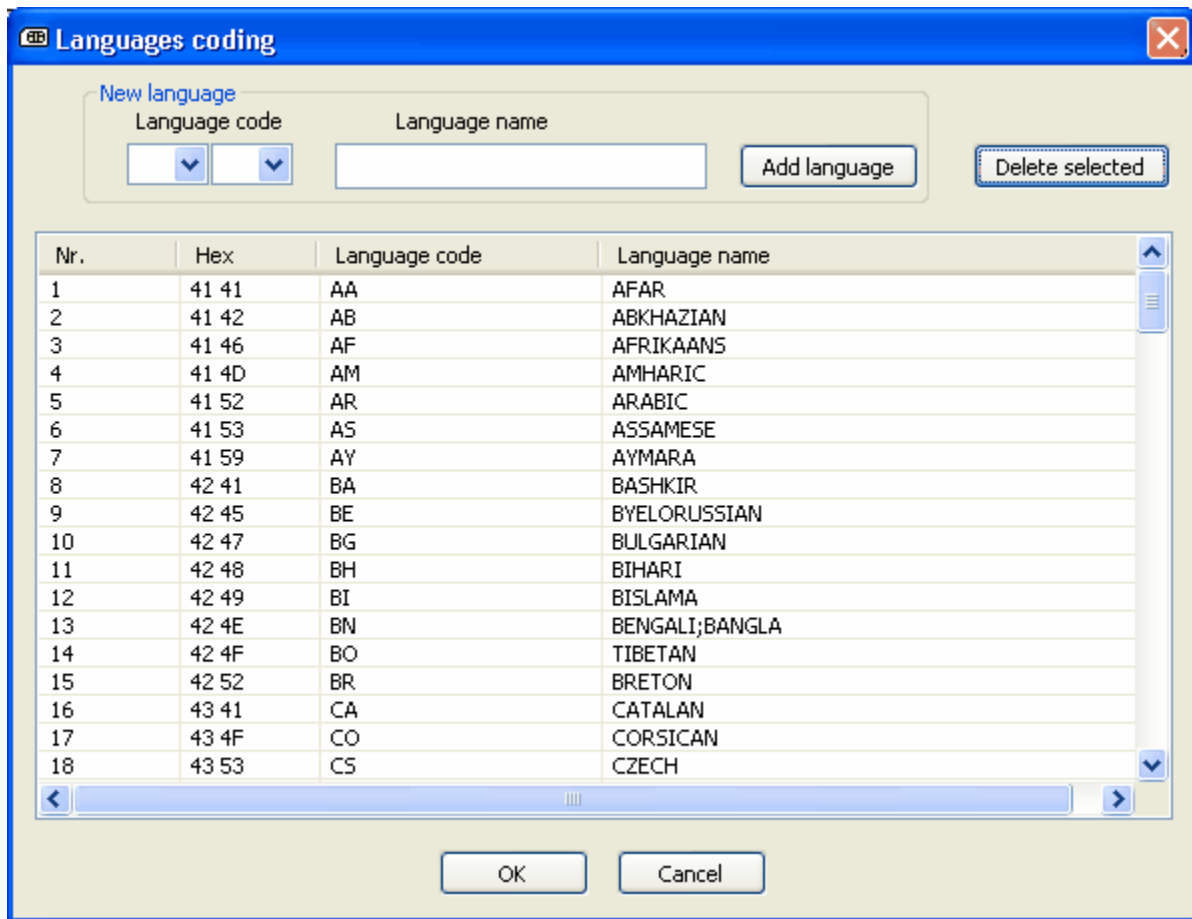 Languages coding
New language
Language code Language name
Add language Delete selected
Nr. Hex Language code Language name
1 41 41 AA AFAR
2 41 42 AB ABKHAZIAN
3 41 46 AF AFRIKAANS
4 41 4D AM AMHARIC
5 41 52 AR ARABIC
6 41 53 AS ASSAMESE
7 41 59 AY AYMARA
8 42 41 BA BASHKIR
9 42 45 BE BYELORUSSIAN
10 42 47 BG BULGARIAN
11 42 48 BH BIHARI
12 42 49 BI BISLAMA
13 42 4E BN BENGALI;BANGLA
14 42 4F BO TIBETAN
15 42 52 BR BRETON
16 43 41 CA CATALAN
17 43 4F CO CORSICAN
18 43 53 CS CZECH
OK Cancel